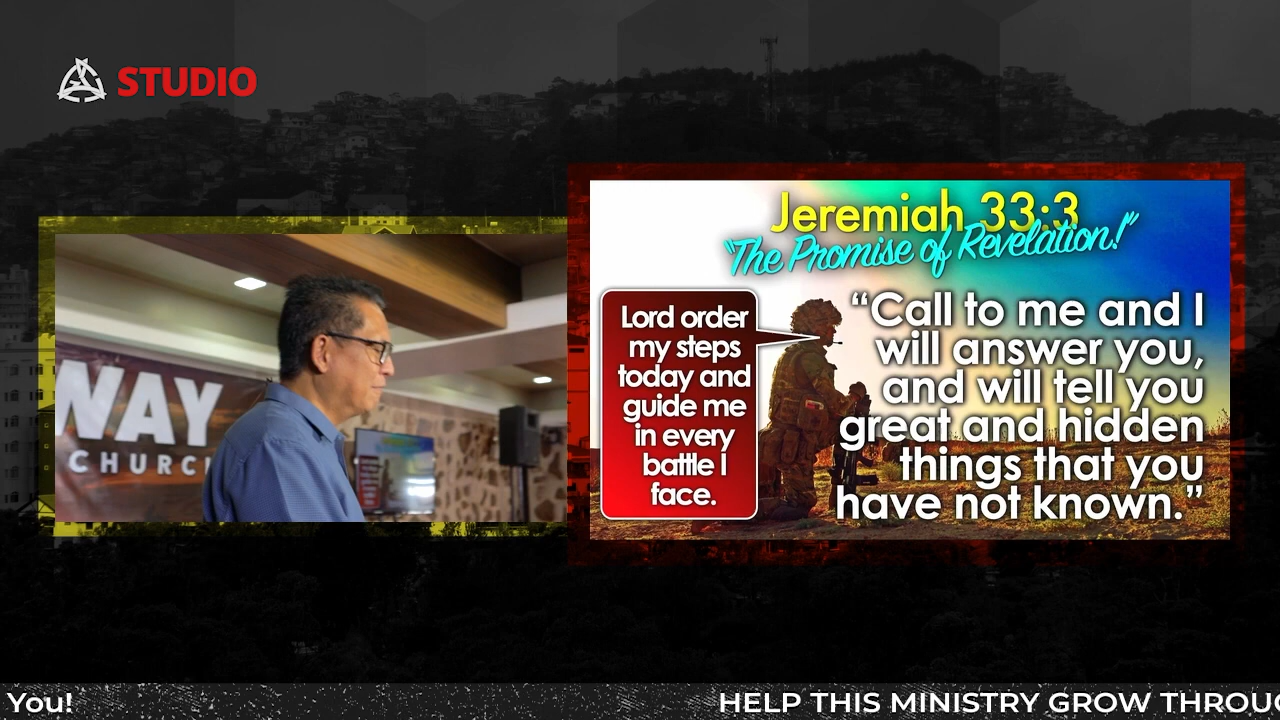 STUDIO
WAY
CHURC
Jeremiah 33:3
“The Promise of Revelation!”
Lord order
my steps
today and
guide me
in every
battle I
face.
“Call to me and I
will answer you,
and will tell you
great and hidden
things that you
have not known.”
You!
HELP THIS MINISTRY GROW THROUG